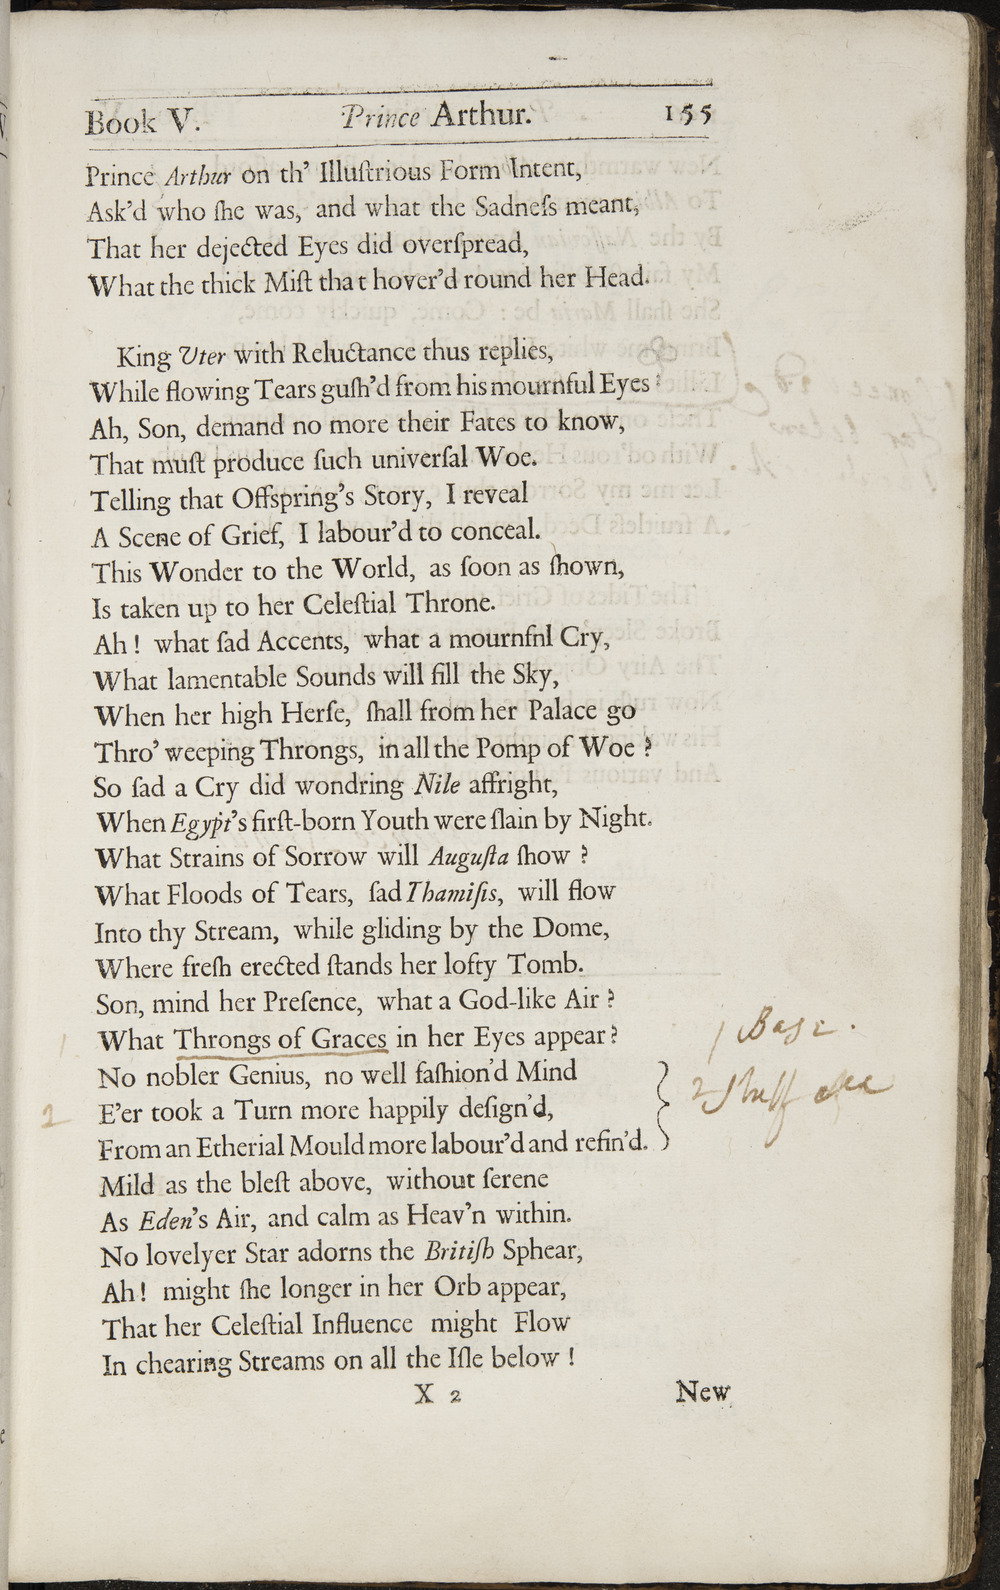 Book V. Prince Arthur. 155
Prince Arthur on th' Illuſtrious Form Intent,
Ask'd who ſhe was, and what the Sadneſs meant,
That her dejected Eyes did overſpread,
What the thick Miſt that hover'd round her Head.
King Uter with Reluctance thus replies,
While flowing Tears guſh'd from his mournful Eyes:
Ah, Son, demand no more their Fates to know,
That muſt produce ſuch univerſal Woe.
Telling that Offspring's Story, I reveal
A Scene of Grief, I labour'd to conceal.
This Wonder to the World, as ſoon as ſhown,
Is taken up to her Celeſtial Throne.
Ah! what ſad Accents, what a mournfnl Cry,
What lamentable Sounds will fill the Sky,
When her high Herſe, ſhall from her Palace go
Thro' weeping Throngs, in all the Pomp of Woe?
So ſad a Cry did wondring Nile affright,
When Egypt's firſt-born Youth were ſlain by Night.
What Strains of Sorrow will Auguſta ſhow?
What Floods of Tears, ſad Thamiſis, will flow
Into thy Stream, while gliding by the Dome,
Where freſh erected ſtands her lofty Tomb.
Son, mind her Preſence, what a God-like Air?
1 What Throngs of Graces in her Eyes appear? 1 Base.
No nobler Genius, no well faſhion'd Mind
2 E'er took a Turn more happily deſign'd, 2 Stuff
From an Etherial Mould more labour'd and refin'd.
Mild as the bleſt above, without ſerene
As Eden's Air, and calm as Heav'n within.
No lovelyer Star adorns the Britiſh Sphear,
Ah! might ſhe longer in her Orb appear,
That her Celeſtial Influence might Flow
In chearing Streams on all the Iſle below!
X 2 New